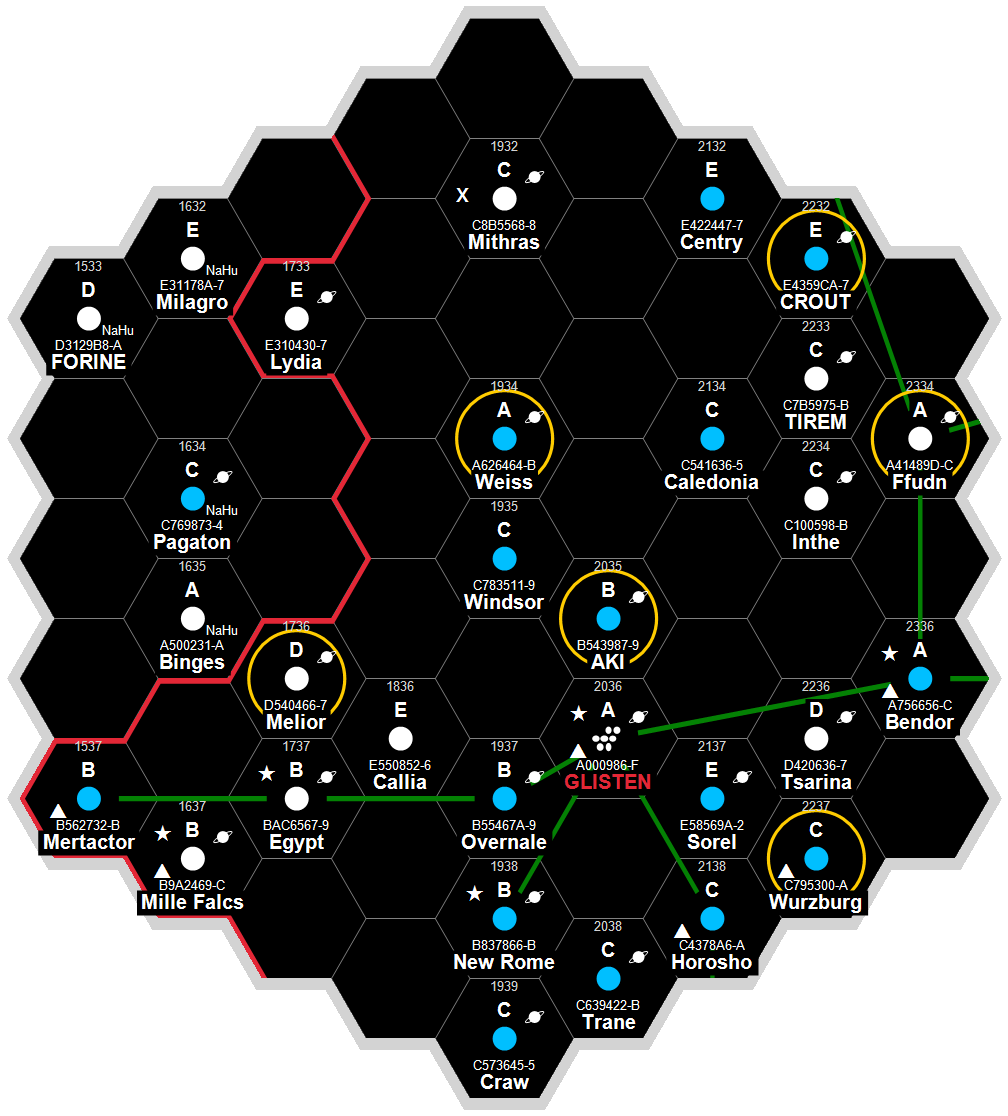 1932
C
X
C8B5568-8
Mithras
2132
E
E422447-7
Centry
1632
E
NaHu
E31178A-7
Milagro
2232
E
E4359CA-7
CROUT
1533
D
NaHu
D3129B8-A
FORINE
1733
E
E310430-7
Lydia
2233
C
C7B5975-B
TIREM
1934
A
A626464-B
Weiss
2134
C
C541636-5
Caledonia
2334
A
A41489D-C
Ffudn
1634
C
NaHu
C769873-4
Pagaton
2234
C
C100598-B
Inthe
1935
C
C783511-9
Windsor
1635
A
NaHu
A500231-A
Binges
2035
B
B543987-9
AKI
1736
D
D540466-7
Melior
2336
A
A756656-C
Bendor
1836
E
E550852-6
Callia
2036
A
A000986-F
GLISTEN
2236
D
D420636-7
Tsarina
1537
B
B562732-B
Mertactor
1737
B
BAC6567-9
Egypt
1937
B
B55467A-9
Overnale
2137
E
E58569A-2
Sorel
1637
B
B9A2469-C
Mille Falcs
2237
C
C795300-A
Wurzburg
1938
B
B837866-B
New Rome
2138
C
C4378A6-A
Horosho
2038
C
C639422-B
Trane
1939
C
C573645-5
Craw